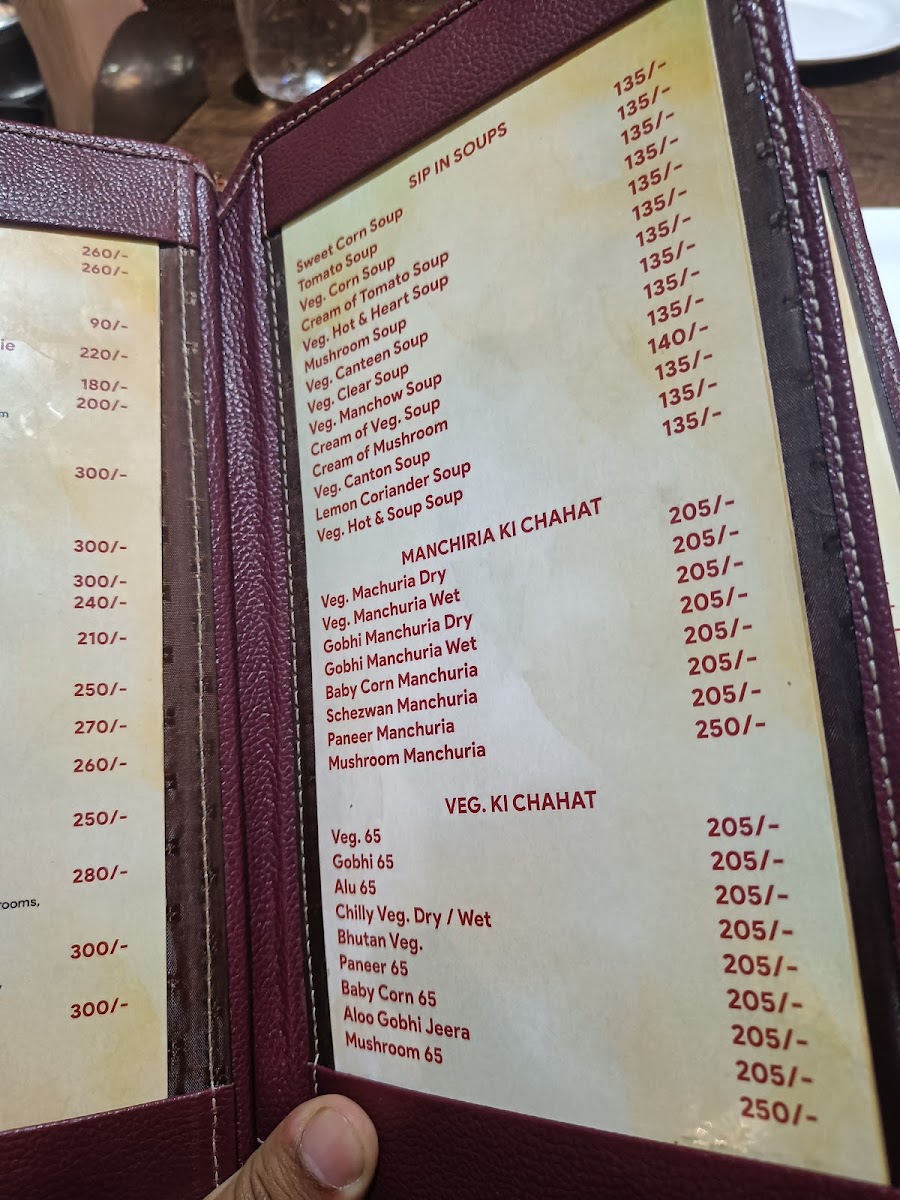 260/-
260/-
90/-
ie 220/-
180/-
200/-
m
300/-
300/-
300/-
240/-
210/-
250/-
270/-
260/-
250/-
280/-
rooms,
300/-
300/-
SIP IN SOUPS
Sweet Corn Soup 135/-
Tomato Soup 135/-
Veg. Corn Soup 135/-
Cream of Tomato Soup 135/-
Veg. Hot & Heart Soup 135/-
Mushroom Soup 135/-
Veg. Canteen Soup 135/-
Veg. Clear Soup 135/-
Veg. Manchow Soup 135/-
Cream of Veg. Soup 135/-
Cream of Mushroom 140/-
Veg. Canton Soup 135/-
Lemon Coriander Soup 135/-
Veg. Hot & Soup Soup 135/-
MANCHIRIA KI CHAHAT
Veg. Machuria Dry 205/-
Veg. Manchuria Wet 205/-
Gobhi Manchuria Dry 205/-
Gobhi Manchuria Wet 205/-
Baby Corn Manchuria 205/-
Schezwan Manchuria 205/-
Paneer Manchuria 205/-
Mushroom Manchuria 250/-
VEG. KI CHAHAT
Veg. 65 205/-
Gobhi 65 205/-
Alu 65 205/-
Chilly Veg. Dry / Wet 205/-
Bhutan Veg. 205/-
Paneer 65 205/-
Baby Corn 65 205/-
Aloo Gobhi Jeera 205/-
Mushroom 65 250/-